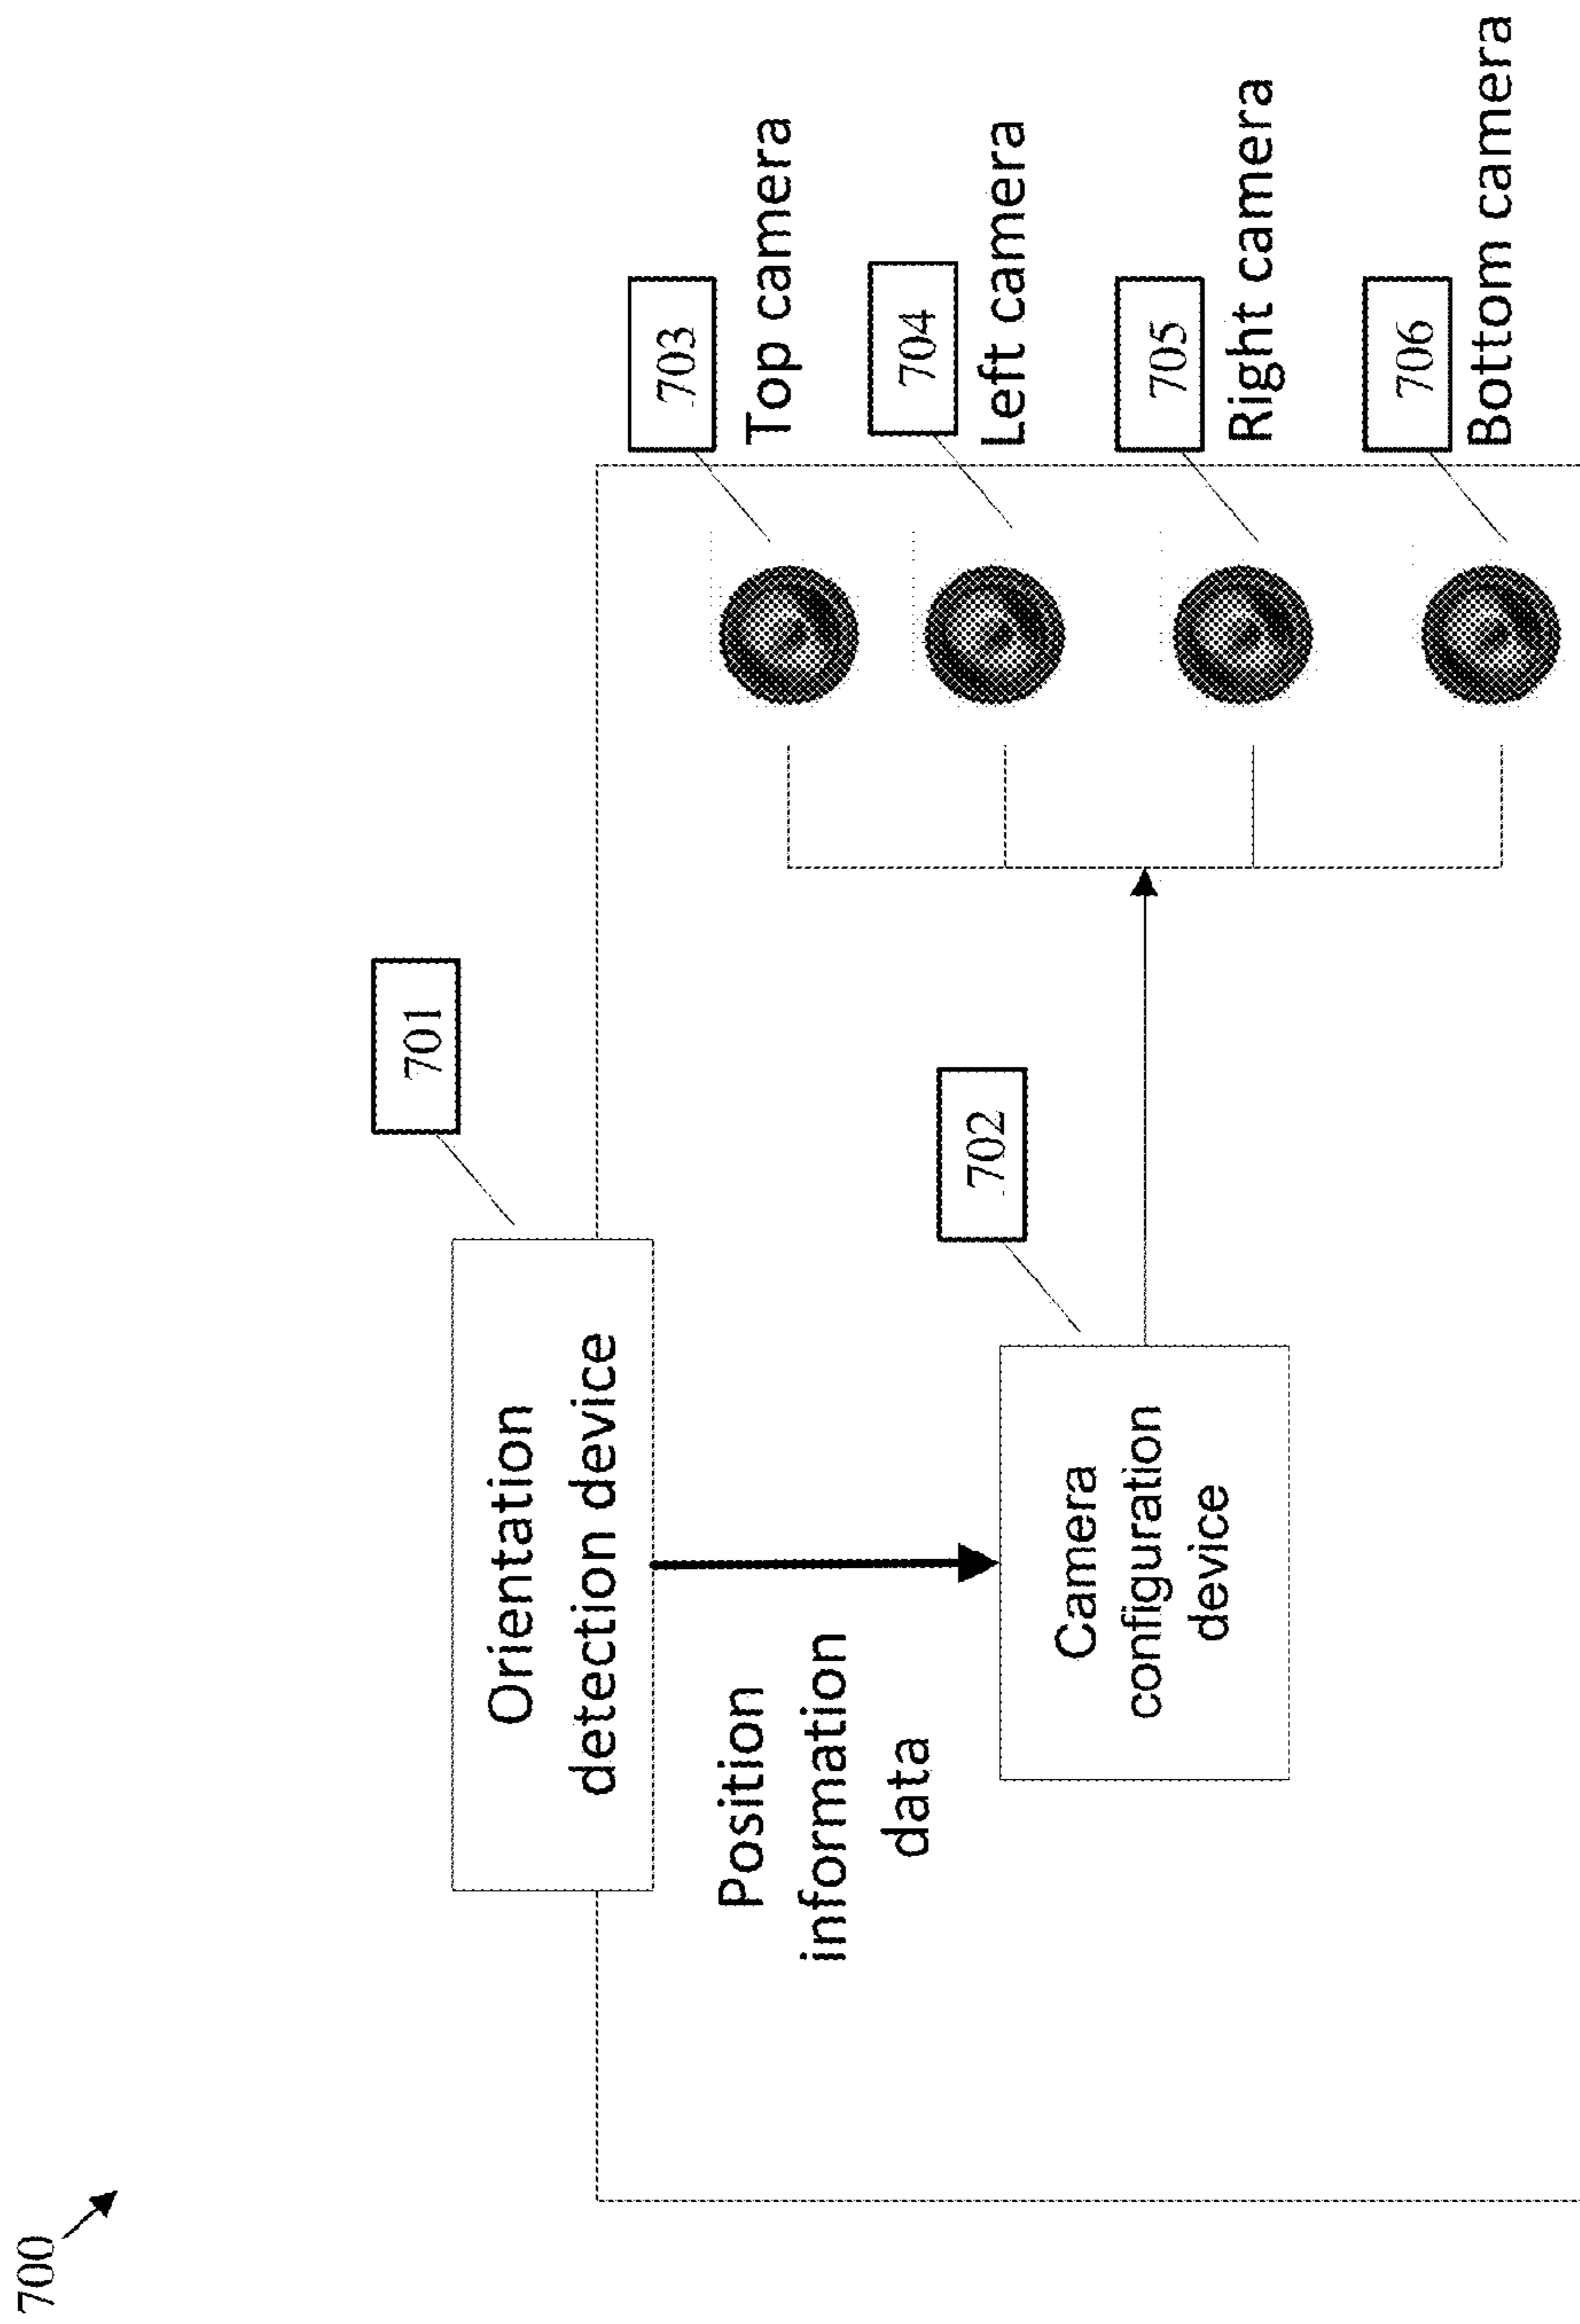 700
701
Orientation
detection device
Position
information
data
702
Camera
configuration
device
703
Top camera
704
Left camera
705
Right camera
706
Bottom camera